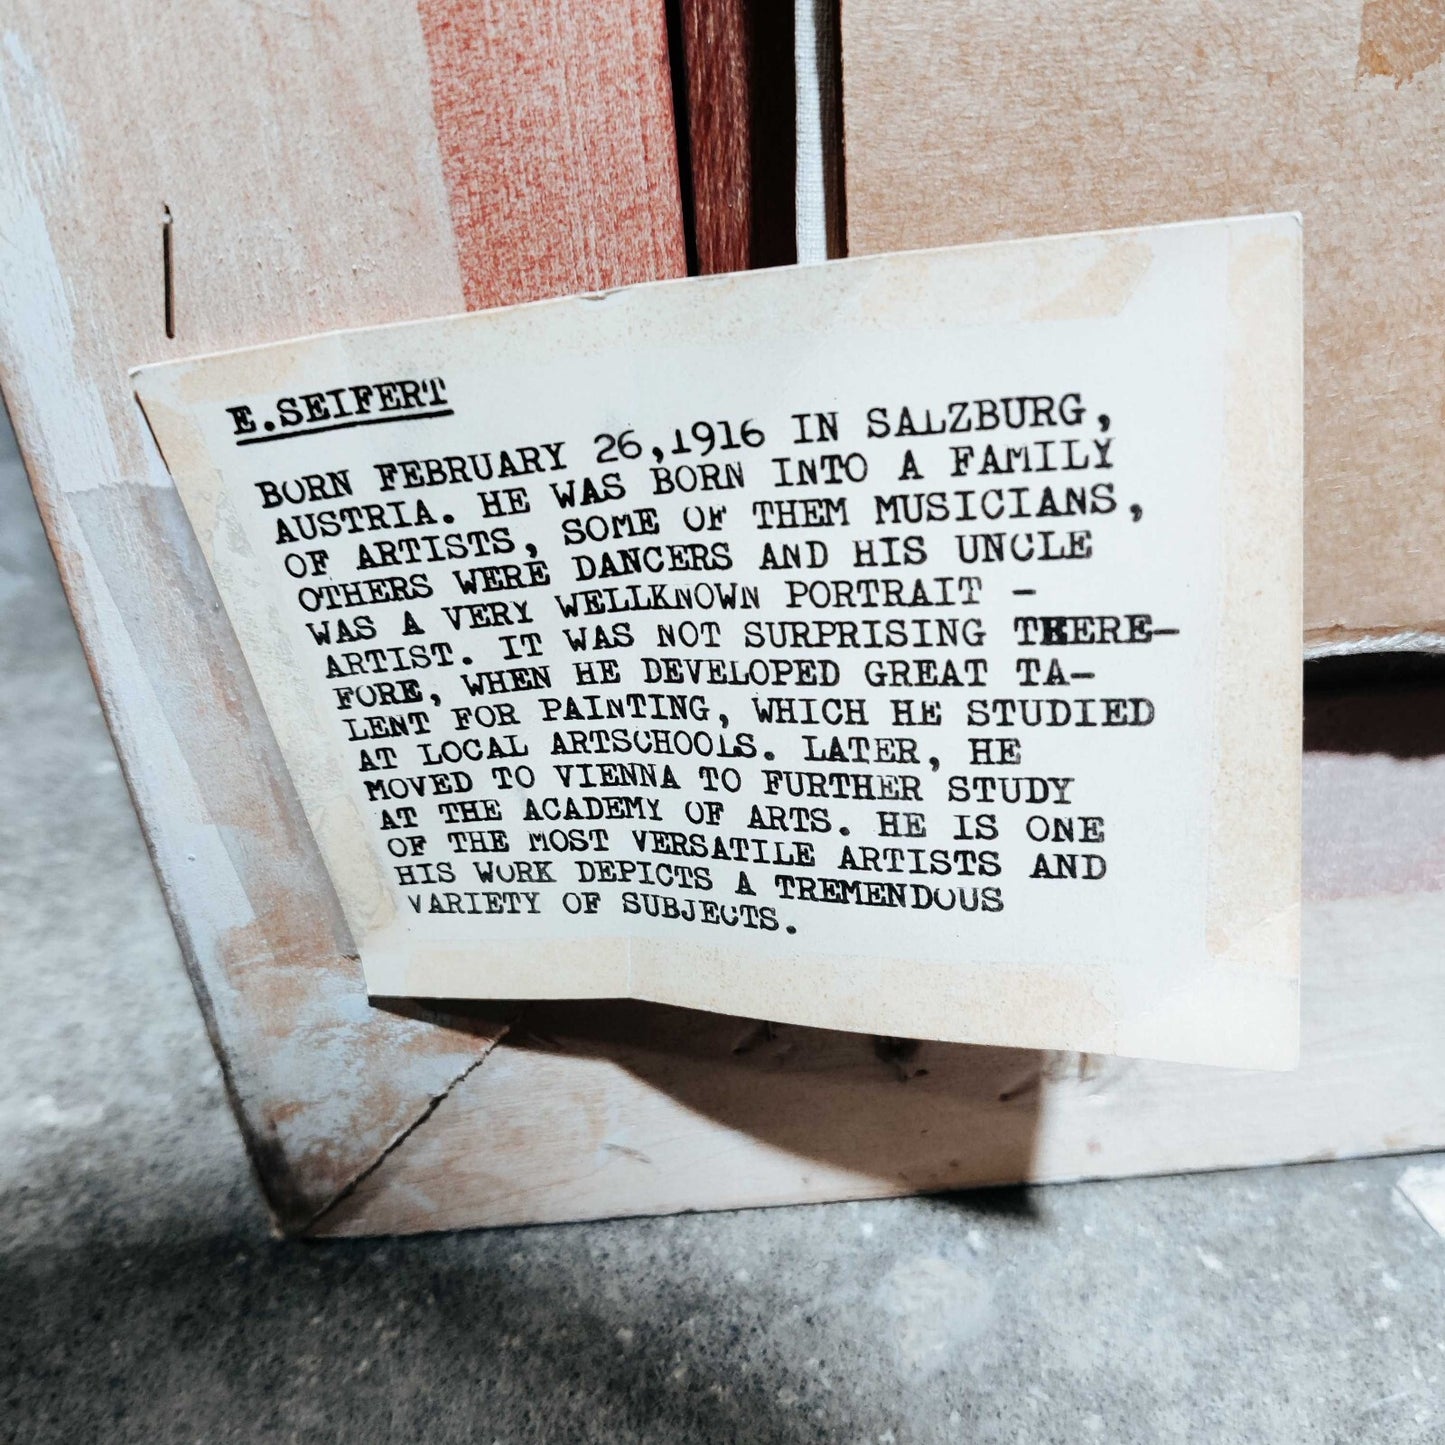 E.SEIFERT
BORN FEBRUARY 26,1916 IN SALZBURG,
AUSTRIA. HE WAS BORN INTO A FAMILY
OF ARTISTS, SOME OF THEM MUSICIANS,
OTHERS WERE DANCERS AND HIS UNCLE
WAS A VERY WELLKNOWN PORTRAIT -
ARTIST. IT WAS NOT SURPRISING THERE-
FORE, WHEN HE DEVELOPED GREAT TA-
LENT FOR PAINTING, WHICH HE STUDIED
AT LOCAL ARTSCHOOLS. LATER, HE
MOVED TO VIENNA TO FURTHER STUDY
AT THE ACADEMY OF ARTS. HE IS ONE
OF THE MOST VERSATILE ARTISTS AND
HIS WORK DEPICTS A TREMENDOUS
VARIETY OF SUBJECTS.